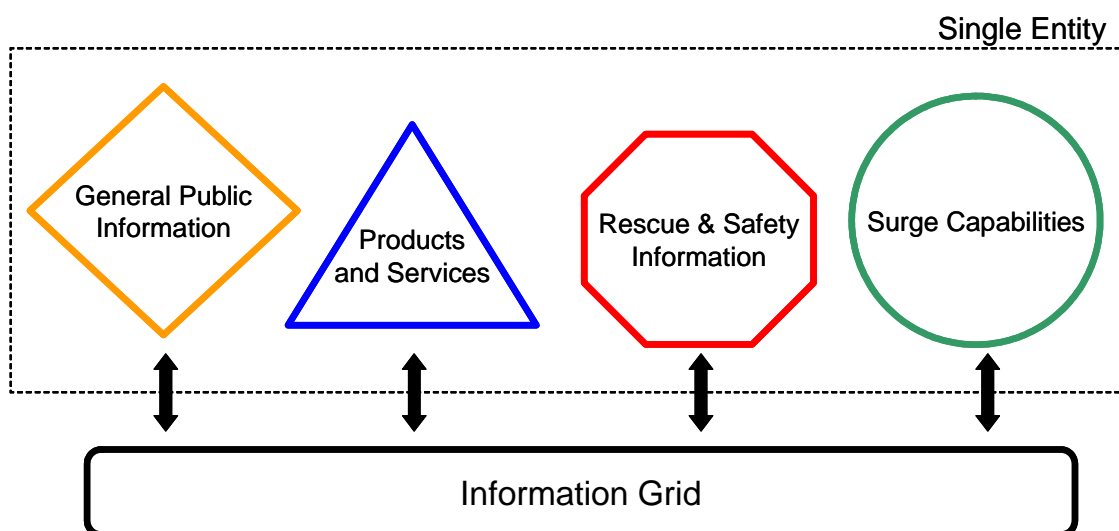 Single Entity
General Public
Information
Products
and Services
Rescue & Safety
Information
Surge Capabilities
Information Grid